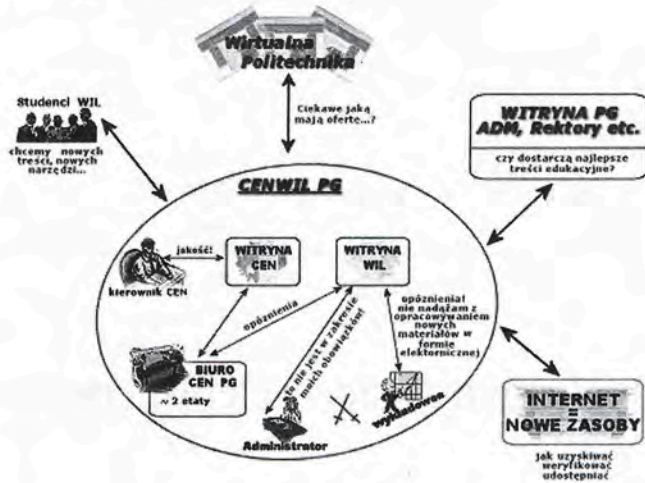 Wirtualna
Politechnika
Ciekawe jaką
mają ofertę...?
Studenci WIL
chcemy nowych
treści, nowych
narzędzi...
WITRYNA PG
ADM, Rektory etc.
czy dostarczą najlepsze
treści edukacyjne?
CENWIL PG
jakość!
kierownik CEN
WITRYNA
CEN
WITRYNA
WIL
opóznienia
to nie jest w zakresie
moich obowiązków!
opóznienia!
nie nadążam z
opracowywaniem
nowych
materiałów w
formie
elektorniczej
BIURO
CEN PG
~ 2 etaty
Administrator
wykładowca
INTERNET
=
NOWE ZASOBY
jak uzyskiwać
weryfikować
udostępniać